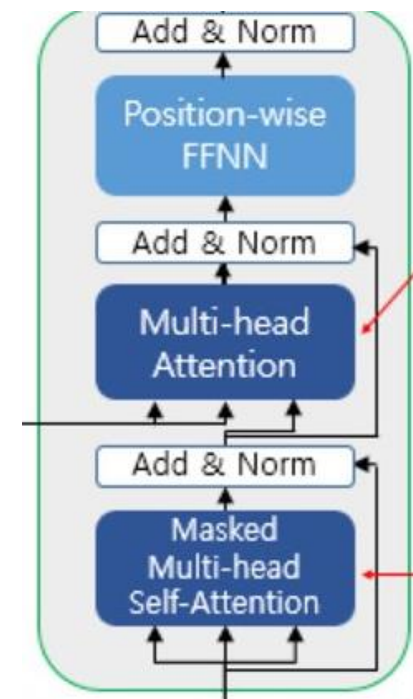 Add & Norm
Position-wise
FFNN
Add & Norm
Multi-head
Attention
Add & Norm
Masked
Multi-head
Self-Attention